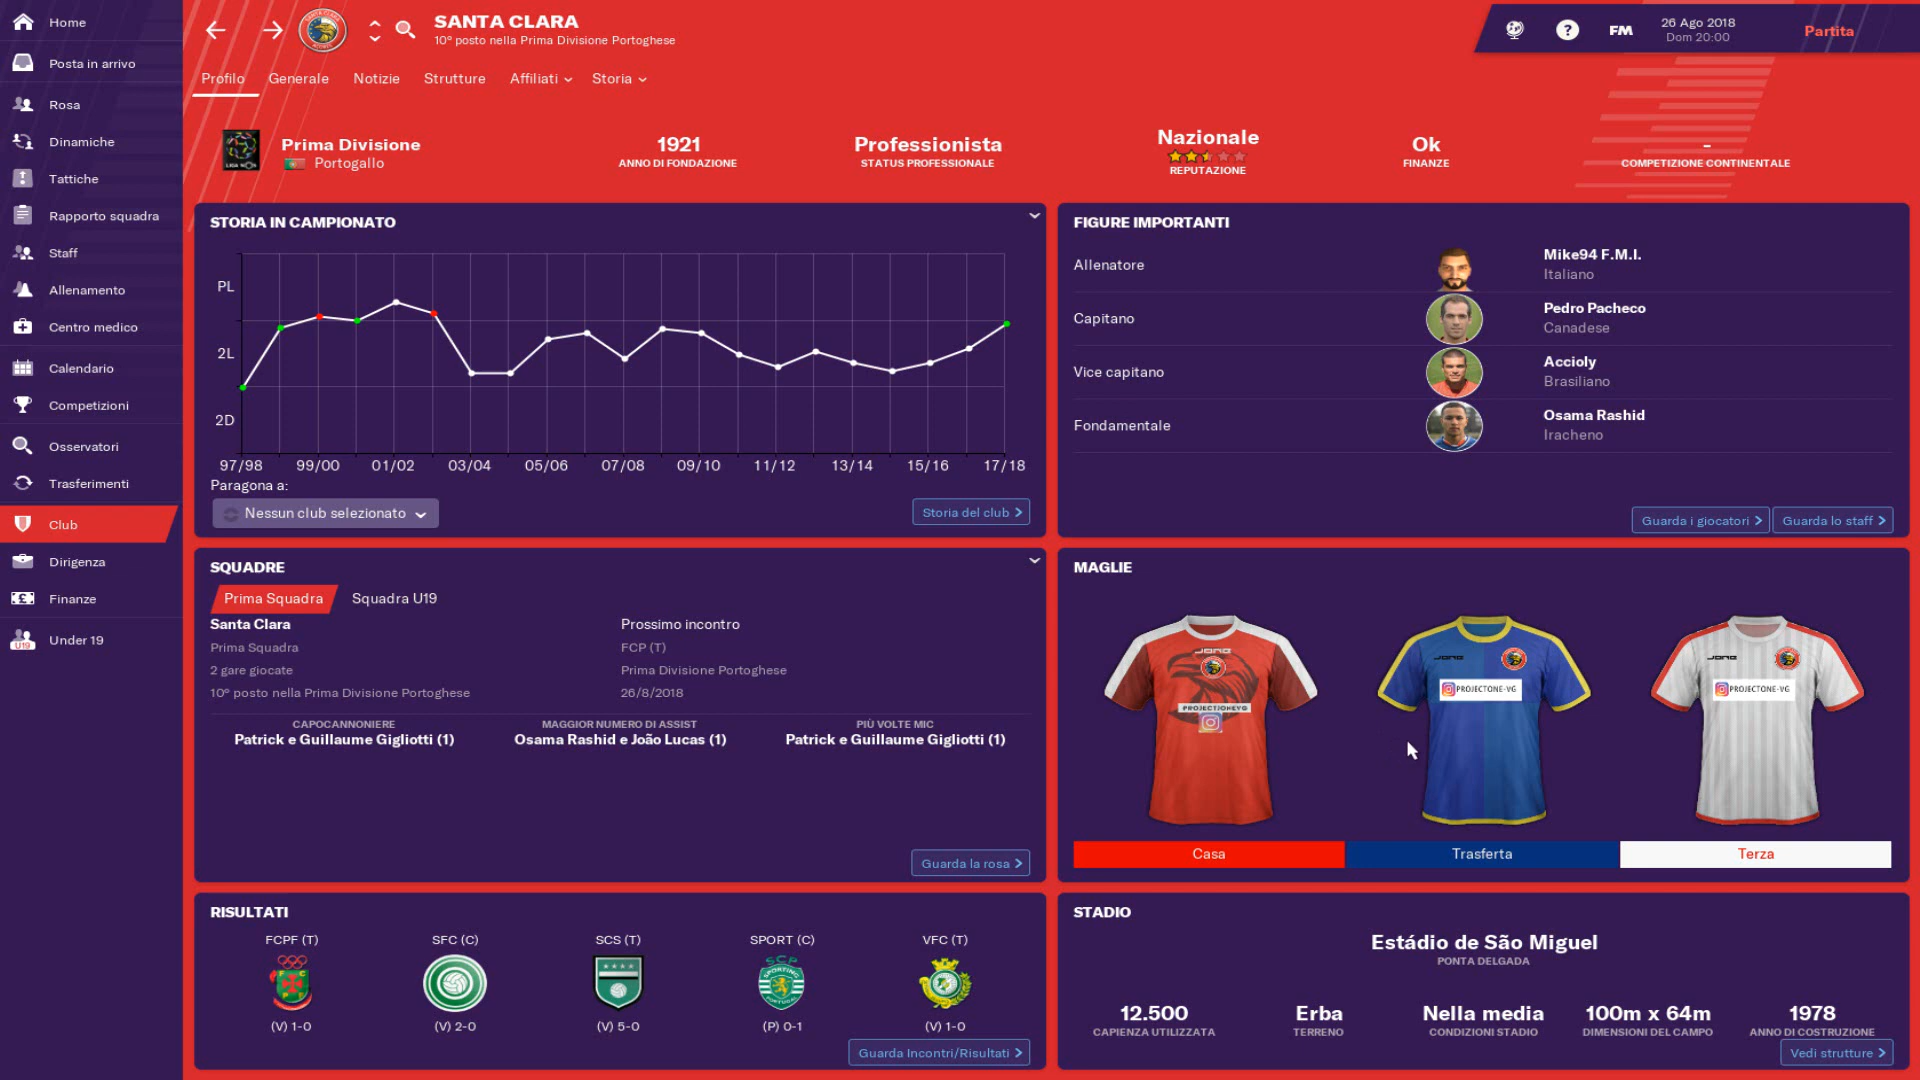 Home
Posta in arrivo
Rosa
Dinamiche
Tattiche
Rapporto squadra
Staff
Allenamento
Centro medico
Calendario
Competizioni
Osservatori
Trasferimenti
Club
Dirigenza
Finanze
U19
Under 19
SANTA CLARA
10° posto nella Prima Divisione Portoghese
?
FM
26 Ago 2018
Dom 20:00
Partita
Profilo
Generale
Notizie
Strutture
Affiliati
Storia
LIGA NOS
Prima Divisione
Portogallo
1921
ANNO DI FONDAZIONE
Professionista
STATUS PROFESSIONALE
Nazionale
REPUTAZIONE
Ok
FINANZE
-
COMPETIZIONE CONTINENTALE
STORIA IN CAMPIONATO
PL
2L
2D
97/98 99/00 01/02 03/04 05/06 07/08 09/10 11/12 13/14 15/16 17/18
Paragona a:
Nessun club selezionato
Storia del club
FIGURE IMPORTANTI
Allenatore
Mike94 F.M.I.
Italiano
Capitano
Pedro Pacheco
Canadese
Vice capitano
Accioly
Brasiliano
Fondamentale
Osama Rashid
Iracheno
Guarda i giocatori
Guarda lo staff
SQUADRE
Prima Squadra
Squadra U19
Santa Clara
Prima Squadra
2 gare giocate
10° posto nella Prima Divisione Portoghese
Prossimo incontro
FCP (T)
Prima Divisione Portoghese
26/8/2018
CAPOCANNONIERE
Patrick e Guillaume Gigliotti (1)
MAGGIOR NUMERO DI ASSIST
Osama Rashid e João Lucas (1)
PIÙ VOLTE MIC
Patrick e Guillaume Gigliotti (1)
Guarda la rosa
MAGLIE
PROJECTONEVG
PROJECTONE-VG
PROJECTONE-VG
Casa
Trasferta
Terza
RISULTATI
FCPF (T)
(V) 1-0
SFC (C)
(V) 2-0
SCS (T)
(V) 5-0
SPORT (C)
SCP
SPORTING
PORTUGAL
(P) 0-1
VFC (T)
(V) 1-0
Guarda Incontri/Risultati
STADIO
Estádio de São Miguel
PONTA DELGADA
12.500
CAPIENZA UTILIZZATA
Erba
TERRENO
Nella media
CONDIZIONI STADIO
100m x 64m
DIMENSIONI DEL CAMPO
1978
ANNO DI COSTRUZIONE
Vedi strutture